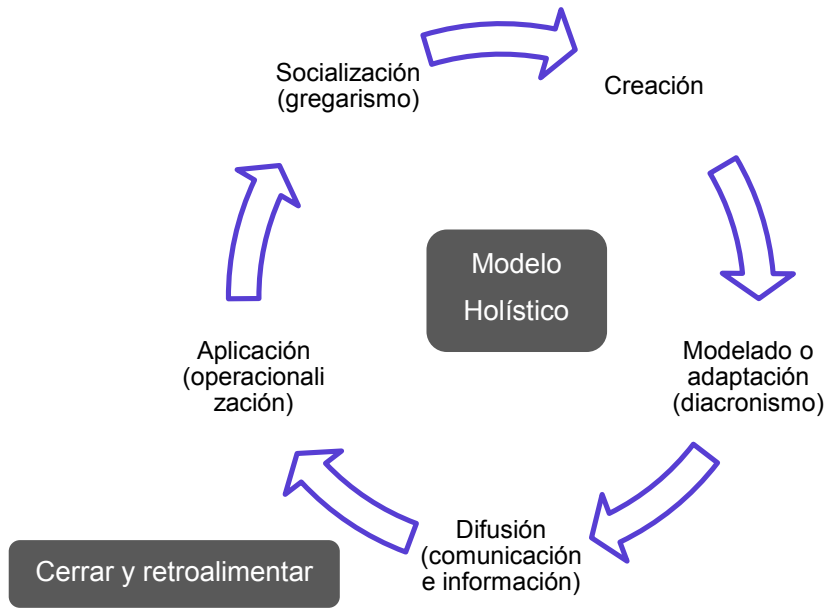 Socialización
(gregarismo)
Creación
Modelo
Holístico
Aplicación
(operacionali
zación)
Modelado o
adaptación
(diacronismo)
Difusión
(comunicación
e información)
Cerrar y retroalimentar